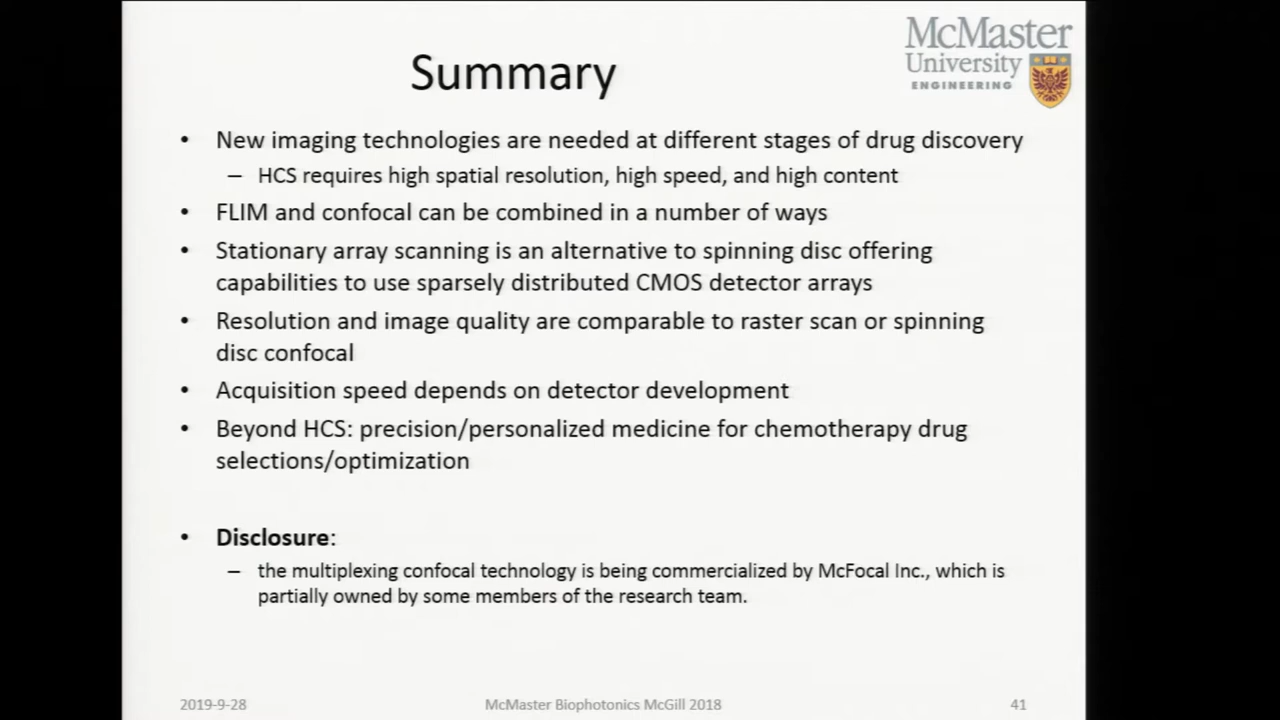 McMaster
University
ENGINEERING
Summary
• New imaging technologies are needed at different stages of drug discovery
– HCS requires high spatial resolution, high speed, and high content
• FLIM and confocal can be combined in a number of ways
• Stationary array scanning is an alternative to spinning disc offering
capabilities to use sparsely distributed CMOS detector arrays
• Resolution and image quality are comparable to raster scan or spinning
disc confocal
• Acquisition speed depends on detector development
• Beyond HCS: precision/personalized medicine for chemotherapy drug
selections/optimization
• Disclosure:
– the multiplexing confocal technology is being commercialized by McFocal Inc., which is
partially owned by some members of the research team.
2019-9-28 McMaster Biophotonics McGill 2018 41